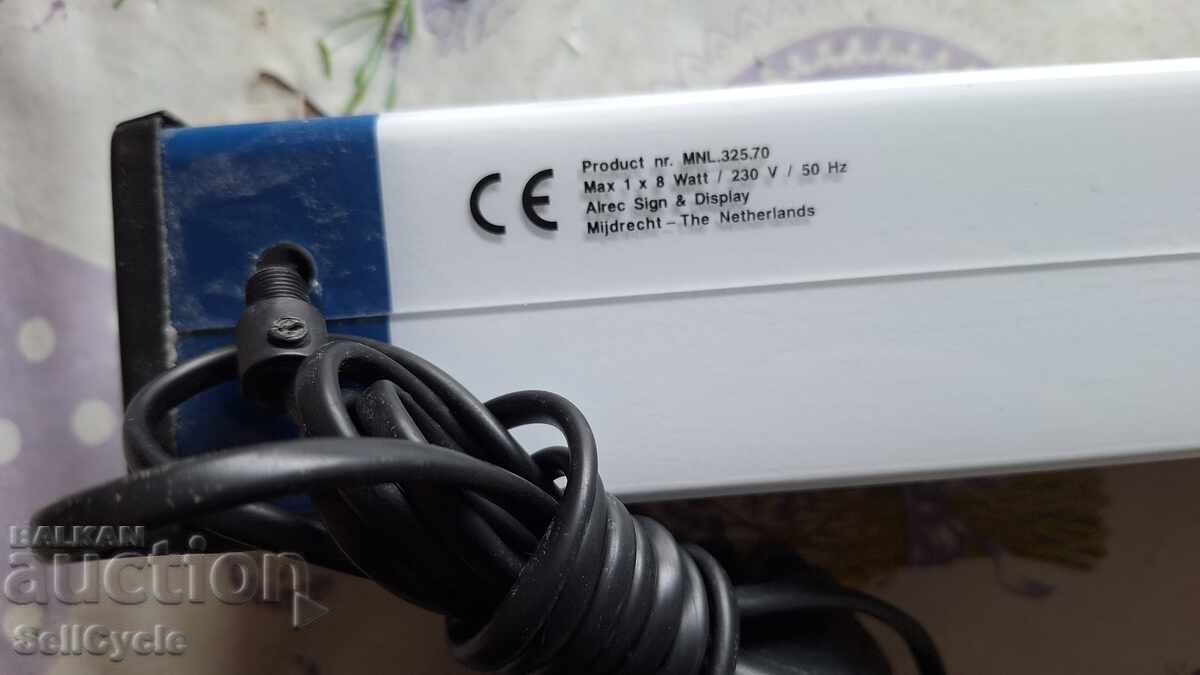 CE
Product nr. MNL.325.70
Max 1 x 8 Watt / 230 V / 50 Hz
Alrec Sign & Display
Mijdrecht - The Netherlands
BALKAN
auction
SellCycle